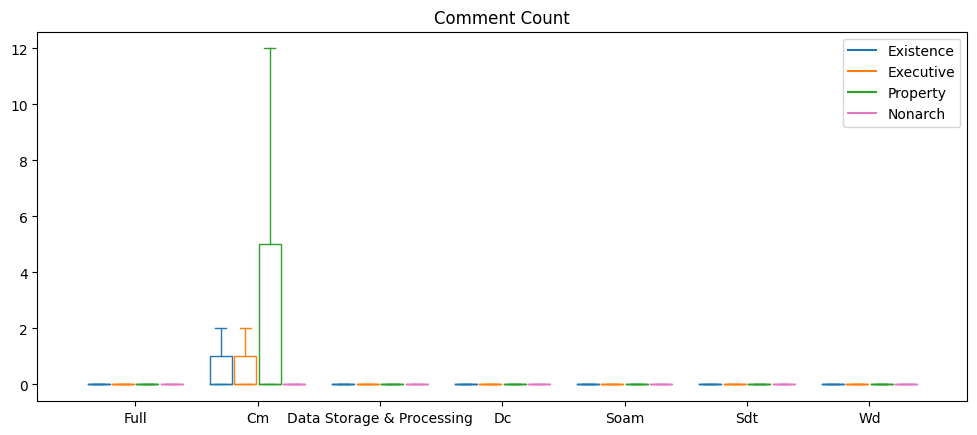 Comment Count
12
10
8
6
4
2
0
Existence
Executive
Property
Nonarch
Full Cm Data Storage & Processing Dc Soam Sdt Wd